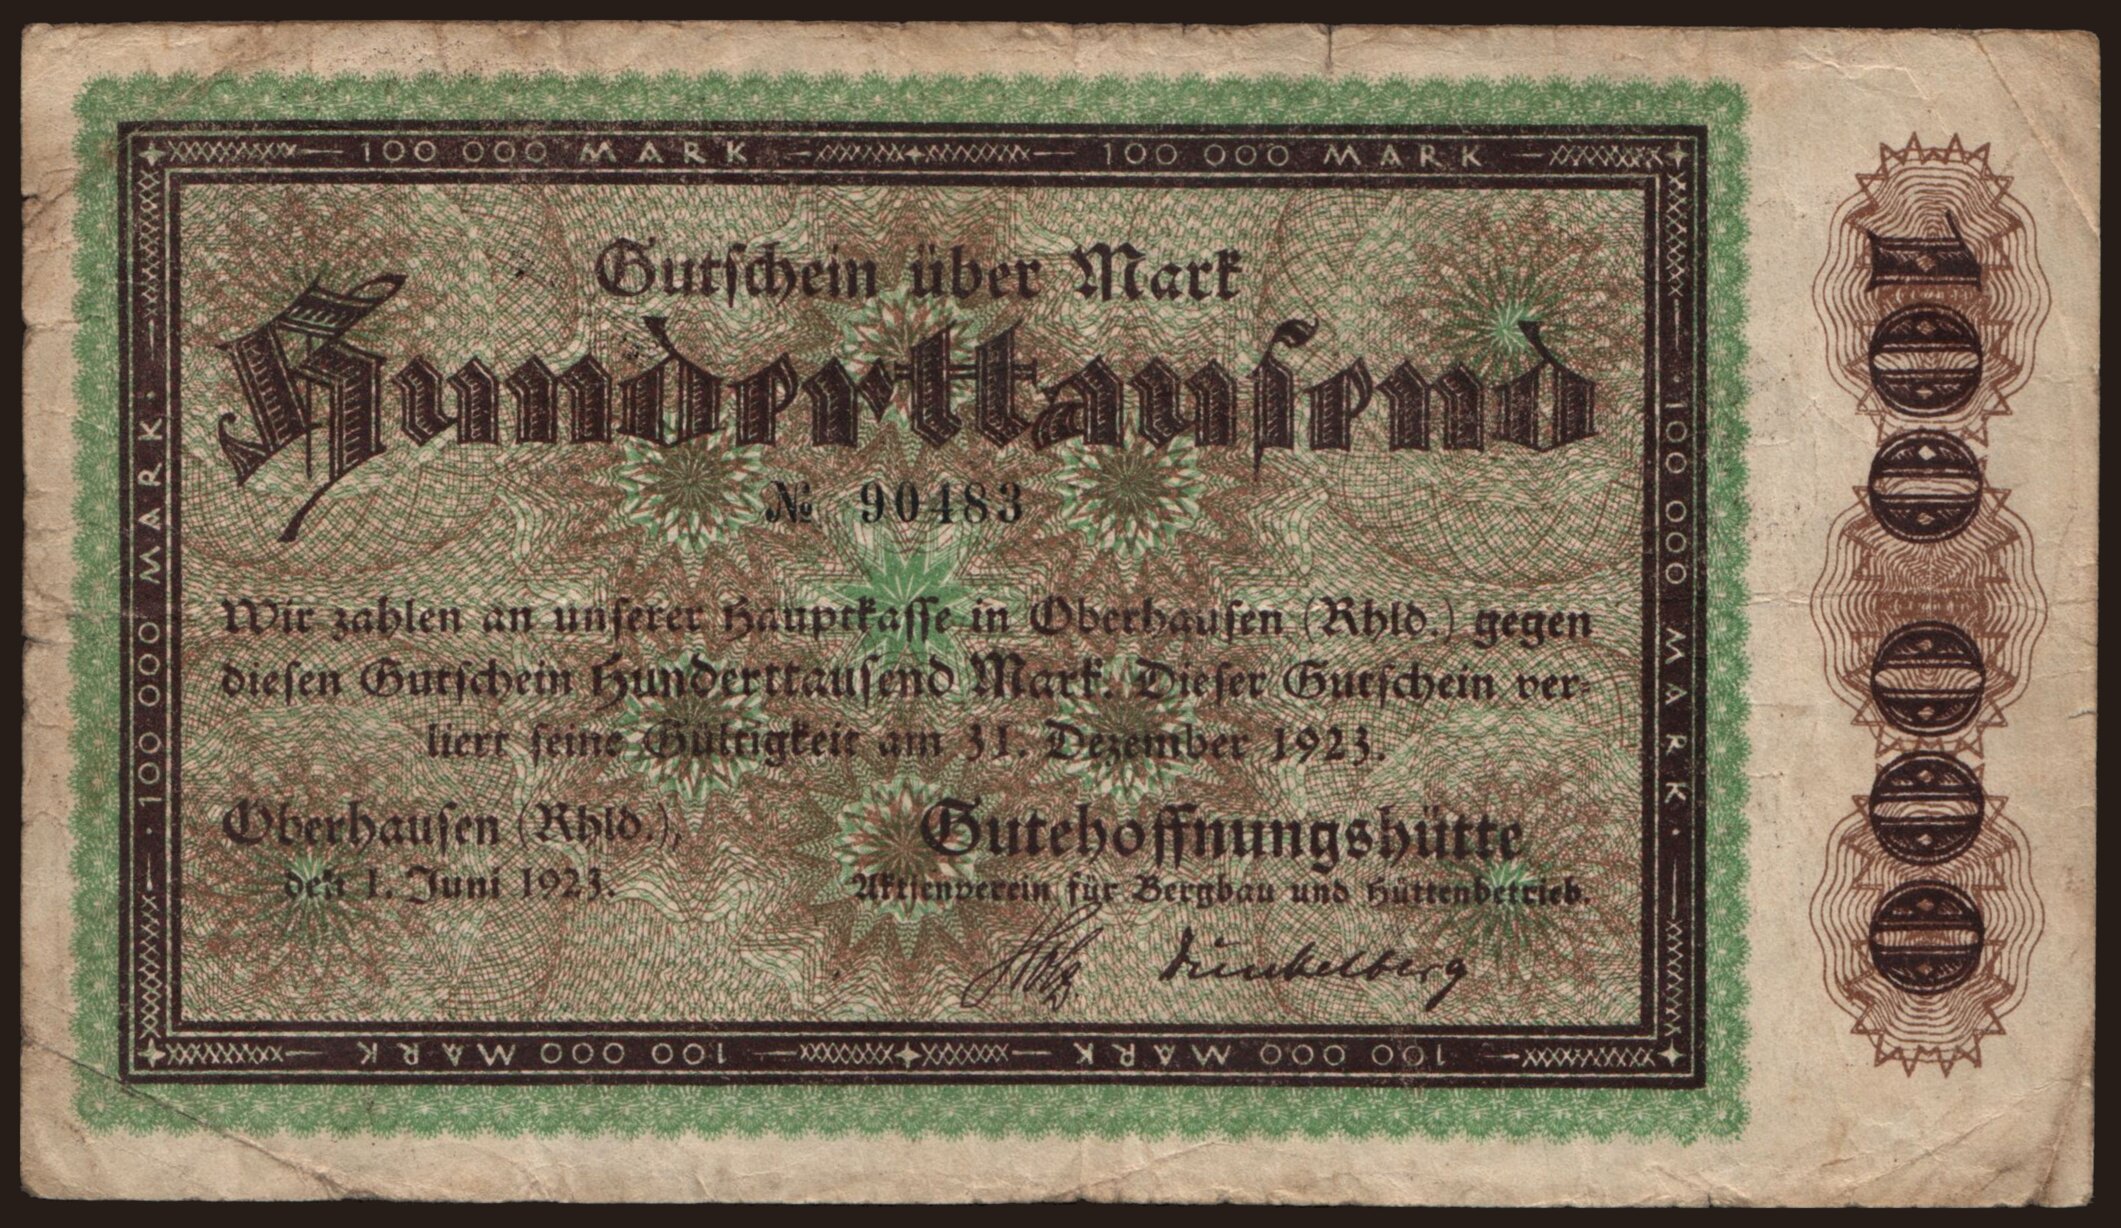 100 000 MARK 100 000 MARK
Gutschein über Mark
Hunderttausend
№ 90483
Wir zahlen an unserer Hauptkasse in Oberhausen (Rhld.) gegen
diesen Gutschein Hunderttausend Mark. Dieser Gutschein ver-
liert seine Gültigkeit am 31. Dezember 1923.
Oberhausen (Rhld.),
den 1. Juni 1923.
Gutehoffnungshütte
Aktienverein für Bergbau und Hüttenbetrieb.
Dunkelberg
100 000 MARK
100 000 MARK
100 000 MARK 100 000 MARK
100000